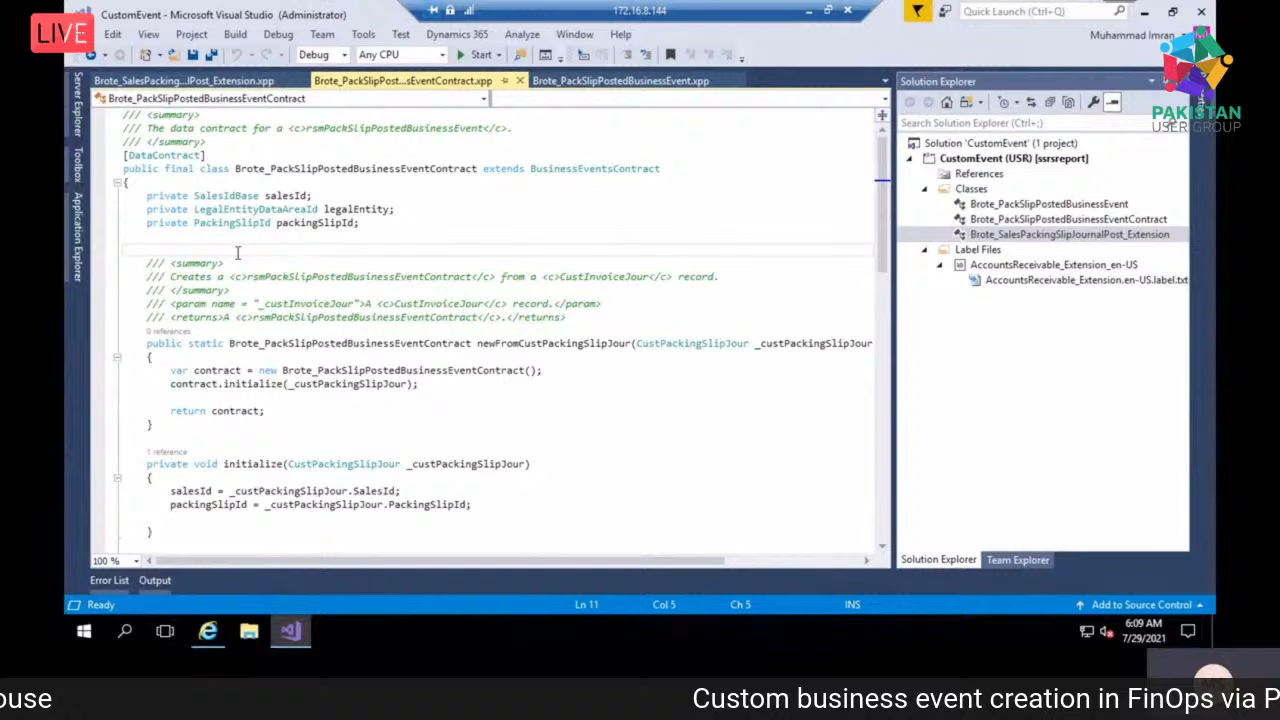 LIVE
CustomEvent - Microsoft Visual Studio (Administrator)
172.16.8.144
Quick Launch (Ctrl+Q)
Edit View Project Build Debug Team Tools Test Dynamics 365 Analyze Window Help
Muhammad Imran
Debug Any CPU Start
PAKISTAN
USER GROUP
Server Explorer
Toolbox
Application Explorer
Brote_SalesPacking...lPost_Extension.xpp Brote_PackSlipPost...sEventContract.xpp Brote_PackSlipPostedBusinessEvent.xpp
Brote_PackSlipPostedBusinessEventContract
/// <summary>
/// The data contract for a <c>rsmPackSlipPostedBusinessEvent</c>.
/// </summary>
[DataContract]
public final class Brote_PackSlipPostedBusinessEventContract extends BusinessEventsContract
{
private SalesIdBase salesId;
private LegalEntityDataAreaId legalEntity;
private PackingSlipId packingSlipId;
/// <summary>
/// Creates a <c>rsmPackSlipPostedBusinessEventContract</c> from a <c>CustInvoiceJour</c> record.
/// </summary>
/// <param name = "_custInvoiceJour">A <c>CustInvoiceJour</c> record.</param>
/// <returns>A <c>rsmPackSlipPostedBusinessEventContract</c>.</returns>
0 references
public static Brote_PackSlipPostedBusinessEventContract newFromCustPackingSlipJour(CustPackingSlipJour _custPackingSlipJour
{
var contract = new Brote_PackSlipPostedBusinessEventContract();
contract.initialize(_custPackingSlipJour);
return contract;
}
1 reference
private void initialize(CustPackingSlipJour _custPackingSlipJour)
{
salesId = _custPackingSlipJour.SalesId;
packingSlipId = _custPackingSlipJour.PackingSlipId;
}
100 %
Solution Explorer
Search Solution Explorer (Ctrl+;)
Solution 'CustomEvent' (1 project)
CustomEvent (USR) [ssrsreport]
References
Classes
Brote_PackSlipPostedBusinessEvent
Brote_PackSlipPostedBusinessEventContract
Brote_SalesPackingSlipJournalPost_Extension
Label Files
AccountsReceivable_Extension_en-US
AccountsReceivable_Extension.en-US.label.txt
Solution Explorer Team Explorer
Error List Output
Ready Ln 11 Col 5 Ch 5 INS Add to Source Control
6:09 AM
7/29/2021
ouse Custom business event creation in FinOps via P